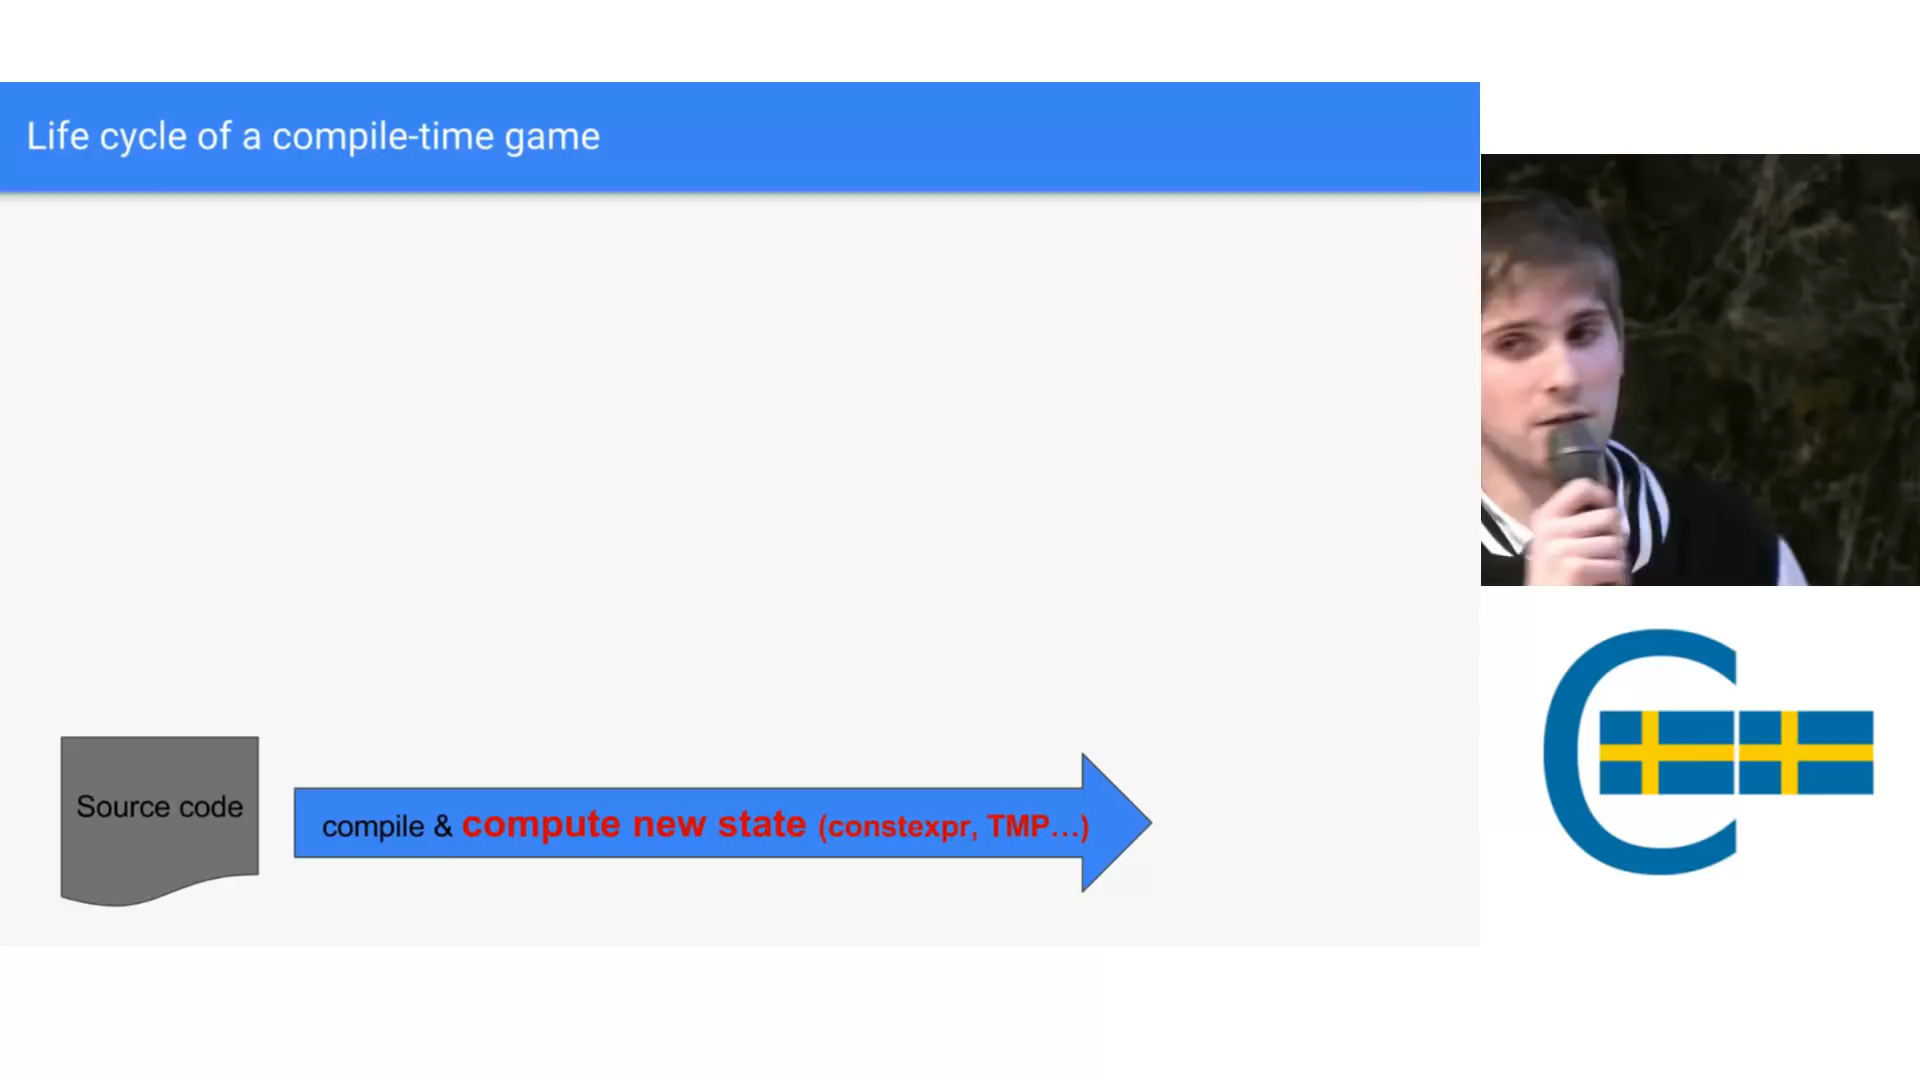 Life cycle of a compile-time game
Source code
compile & compute new state (constexpr, TMP...)
C